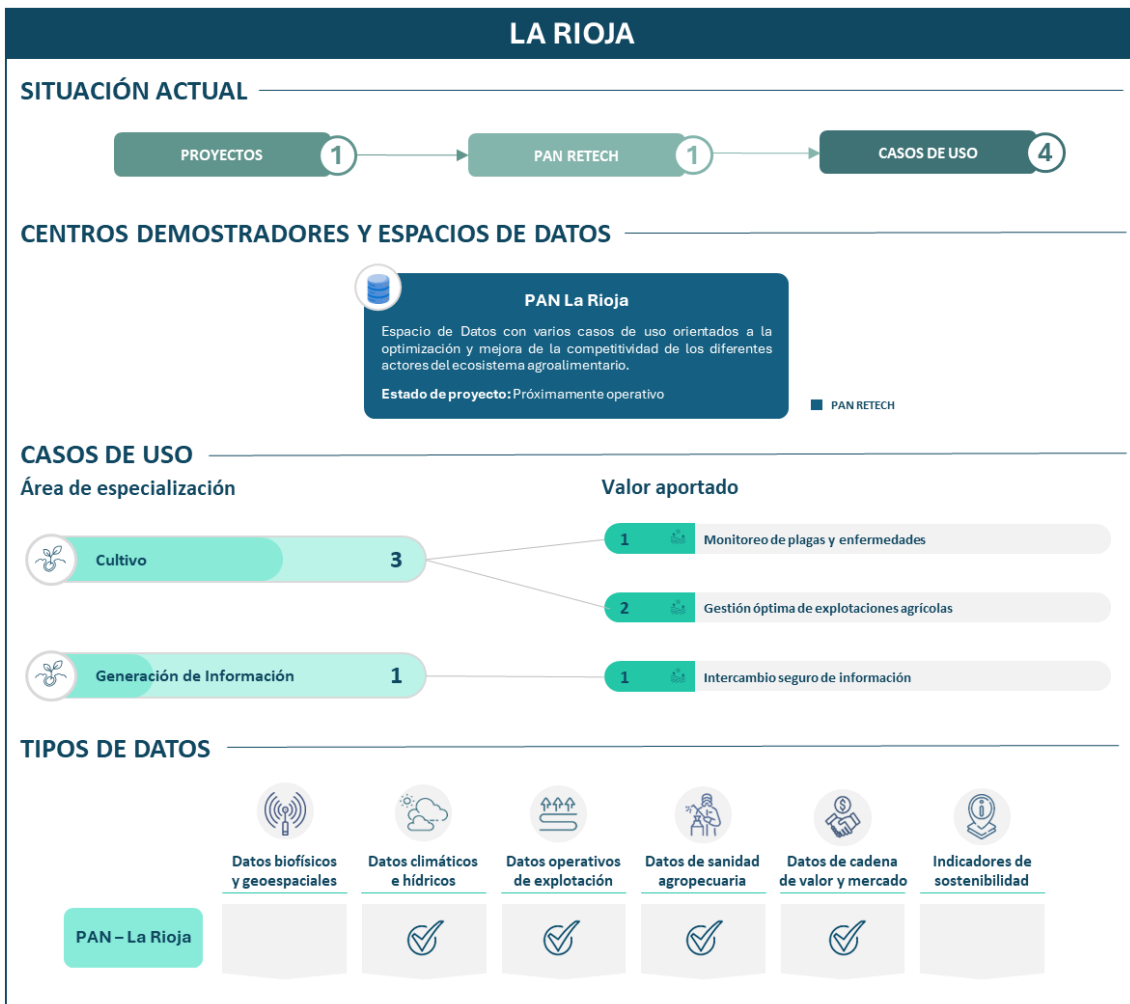 LA RIOJA
SITUACIÓN ACTUAL
PROYECTOS 1
PAN RETECH 1
CASOS DE USO 4
CENTROS DEMOSTRADORES Y ESPACIOS DE DATOS
PAN La Rioja
Espacio de Datos con varios casos de uso orientados a la
optimización y mejora de la competitividad de los diferentes
actores del ecosistema agroalimentario.
Estado de proyecto: Próximamente operativo
PAN RETECH
CASOS DE USO
Área de especialización
Valor aportado
Cultivo 3
1 Monitoreo de plagas y enfermedades
2 Gestión óptima de explotaciones agrícolas
Generación de Información 1
1 Intercambio seguro de información
TIPOS DE DATOS
Datos biofísicos
y geoespaciales
Datos climáticos
e hídricos
Datos operativos
de explotación
Datos de sanidad
agropecuaria
Datos de cadena
de valor y mercado
Indicadores de
sostenibilidad
PAN – La Rioja